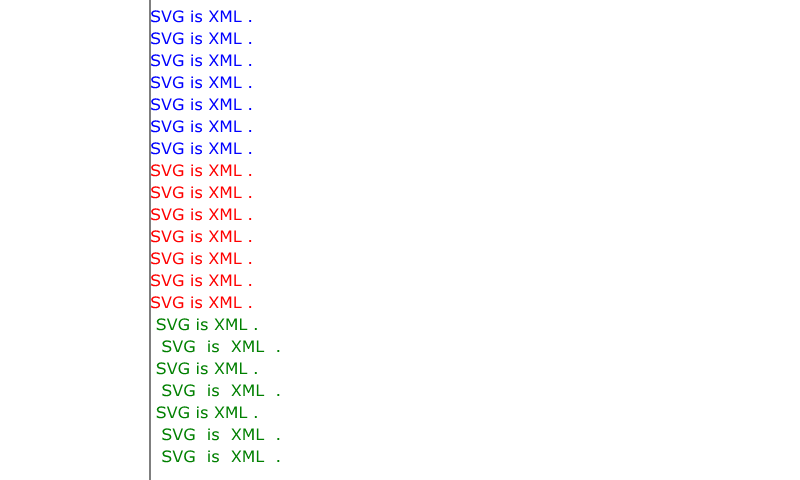 SVG is XML .
SVG is XML .
SVG is XML .
SVG is XML .
SVG is XML .
SVG is XML .
SVG is XML .
SVG is XML .
SVG is XML .
SVG is XML .
SVG is XML .
SVG is XML .
SVG is XML .
SVG is XML .
 SVG is XML .
  SVG  is  XML  .
 SVG is XML .
  SVG  is  XML  .
 SVG is XML .
  SVG  is  XML  .
  SVG  is  XML  .